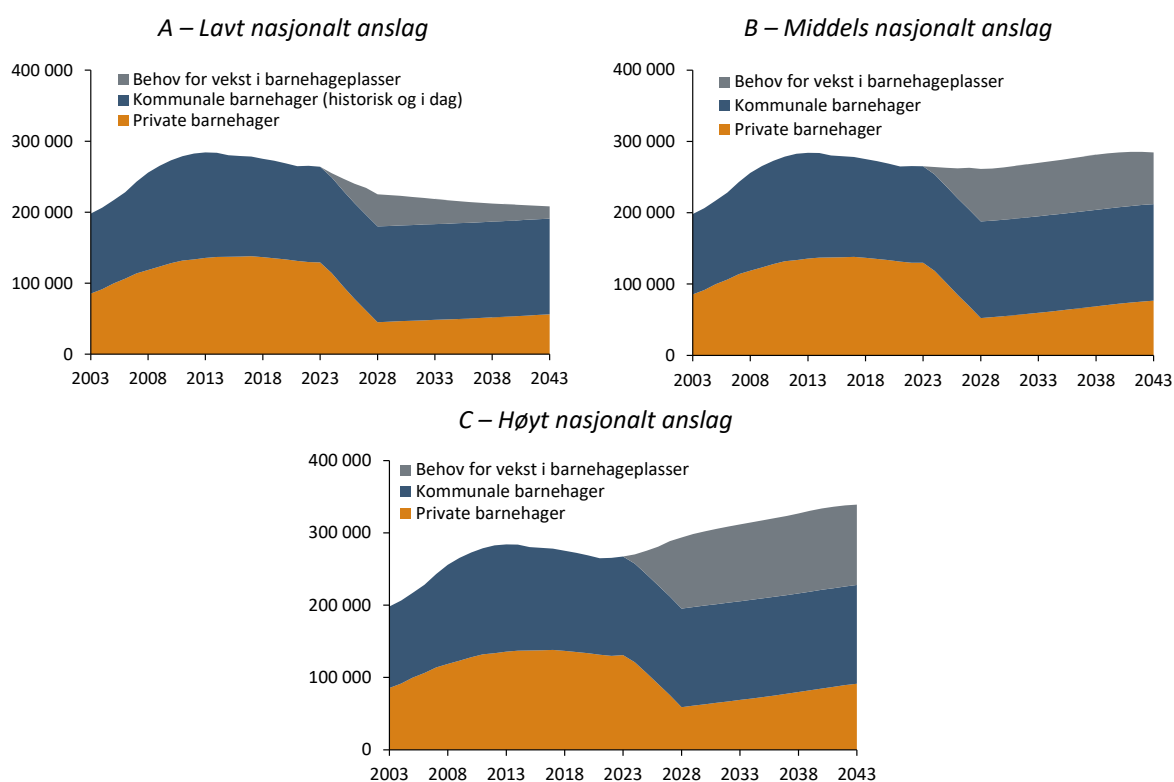 A – Lavt nasjonalt anslag
400 000
300 000
200 000
100 000
0
Behov for vekst i barnehageplasser
Kommunale barnehager (historisk og i dag)
Private barnehager
2003 2008 2013 2018 2023 2028 2033 2038 2043
B – Middels nasjonalt anslag
400 000
300 000
200 000
100 000
0
Behov for vekst i barnehageplasser
Kommunale barnehager
Private barnehager
2003 2008 2013 2018 2023 2028 2033 2038 2043
C – Høyt nasjonalt anslag
400 000
300 000
200 000
100 000
0
Behov for vekst i barnehageplasser
Kommunale barnehager
Private barnehager
2003 2008 2013 2018 2023 2028 2033 2038 2043